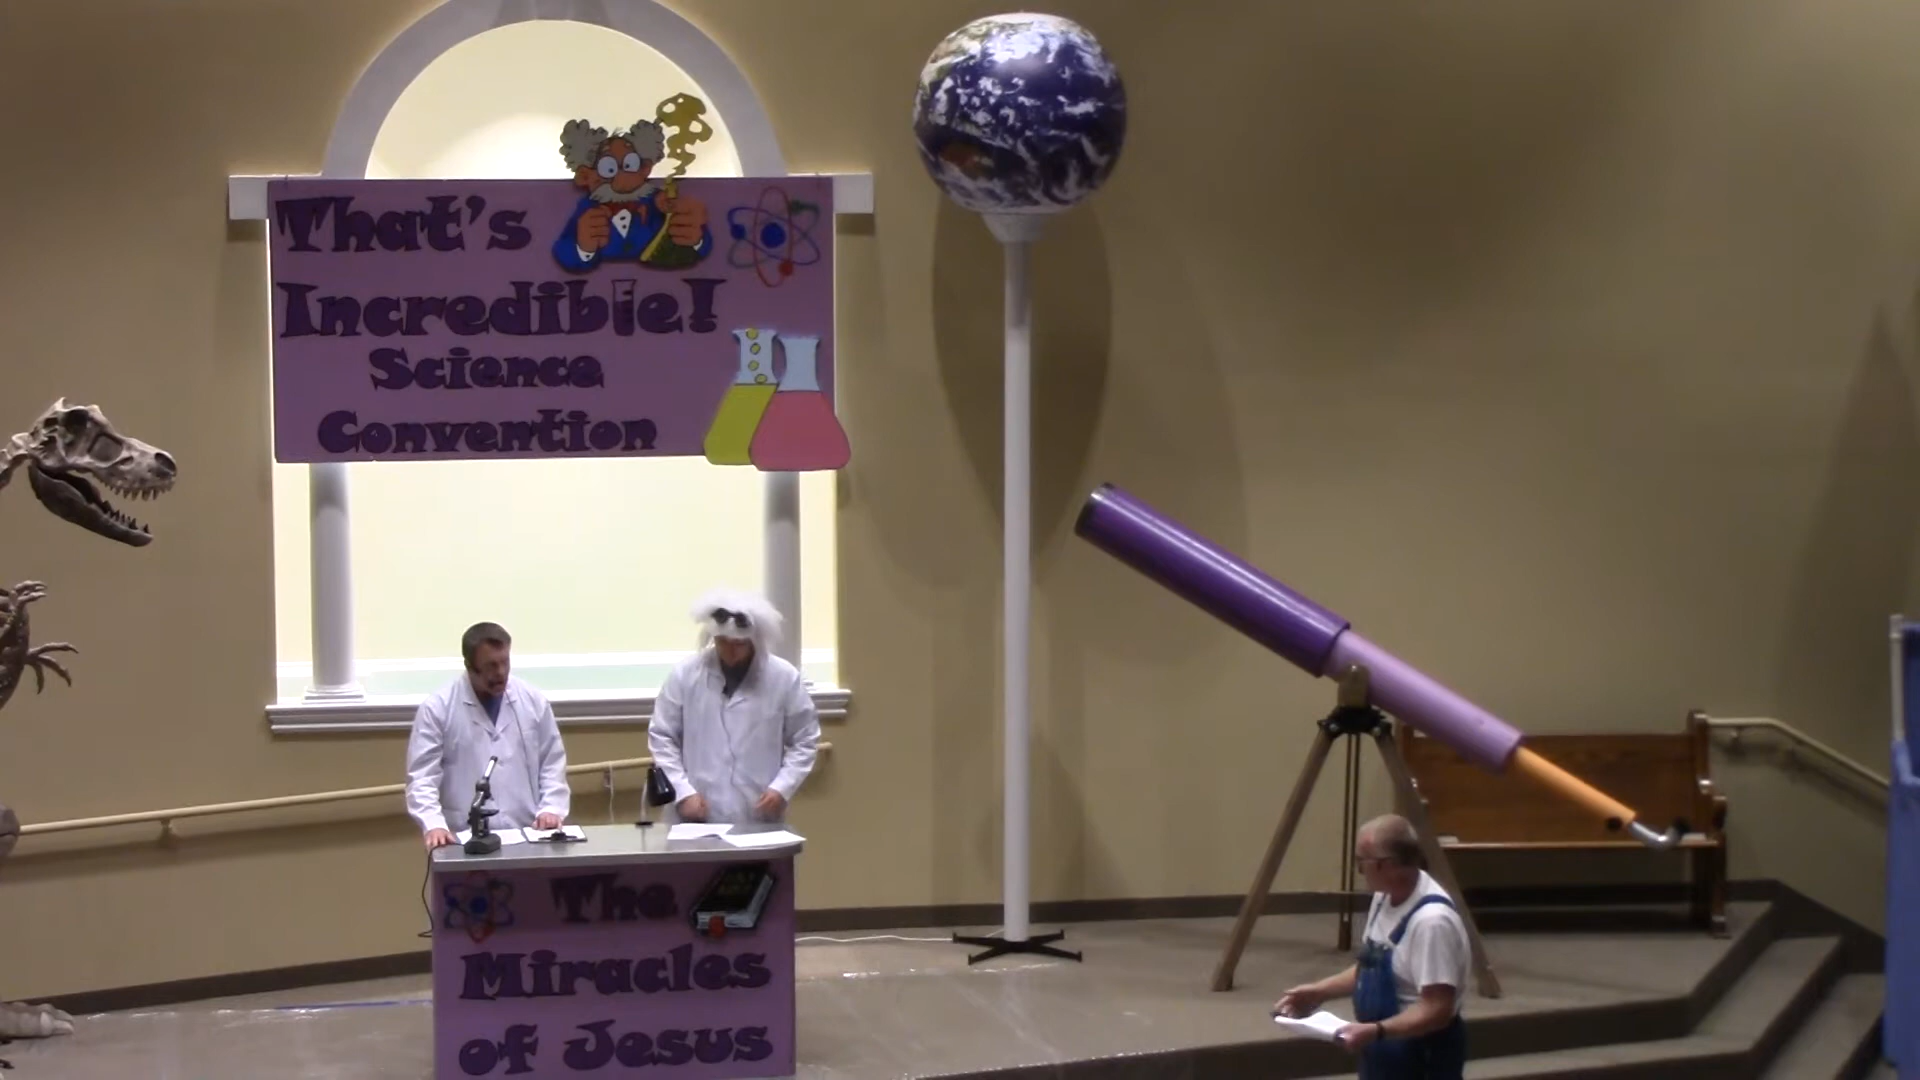 That's
Incredible!
Science
Convention
The
Miracles
of Jesus